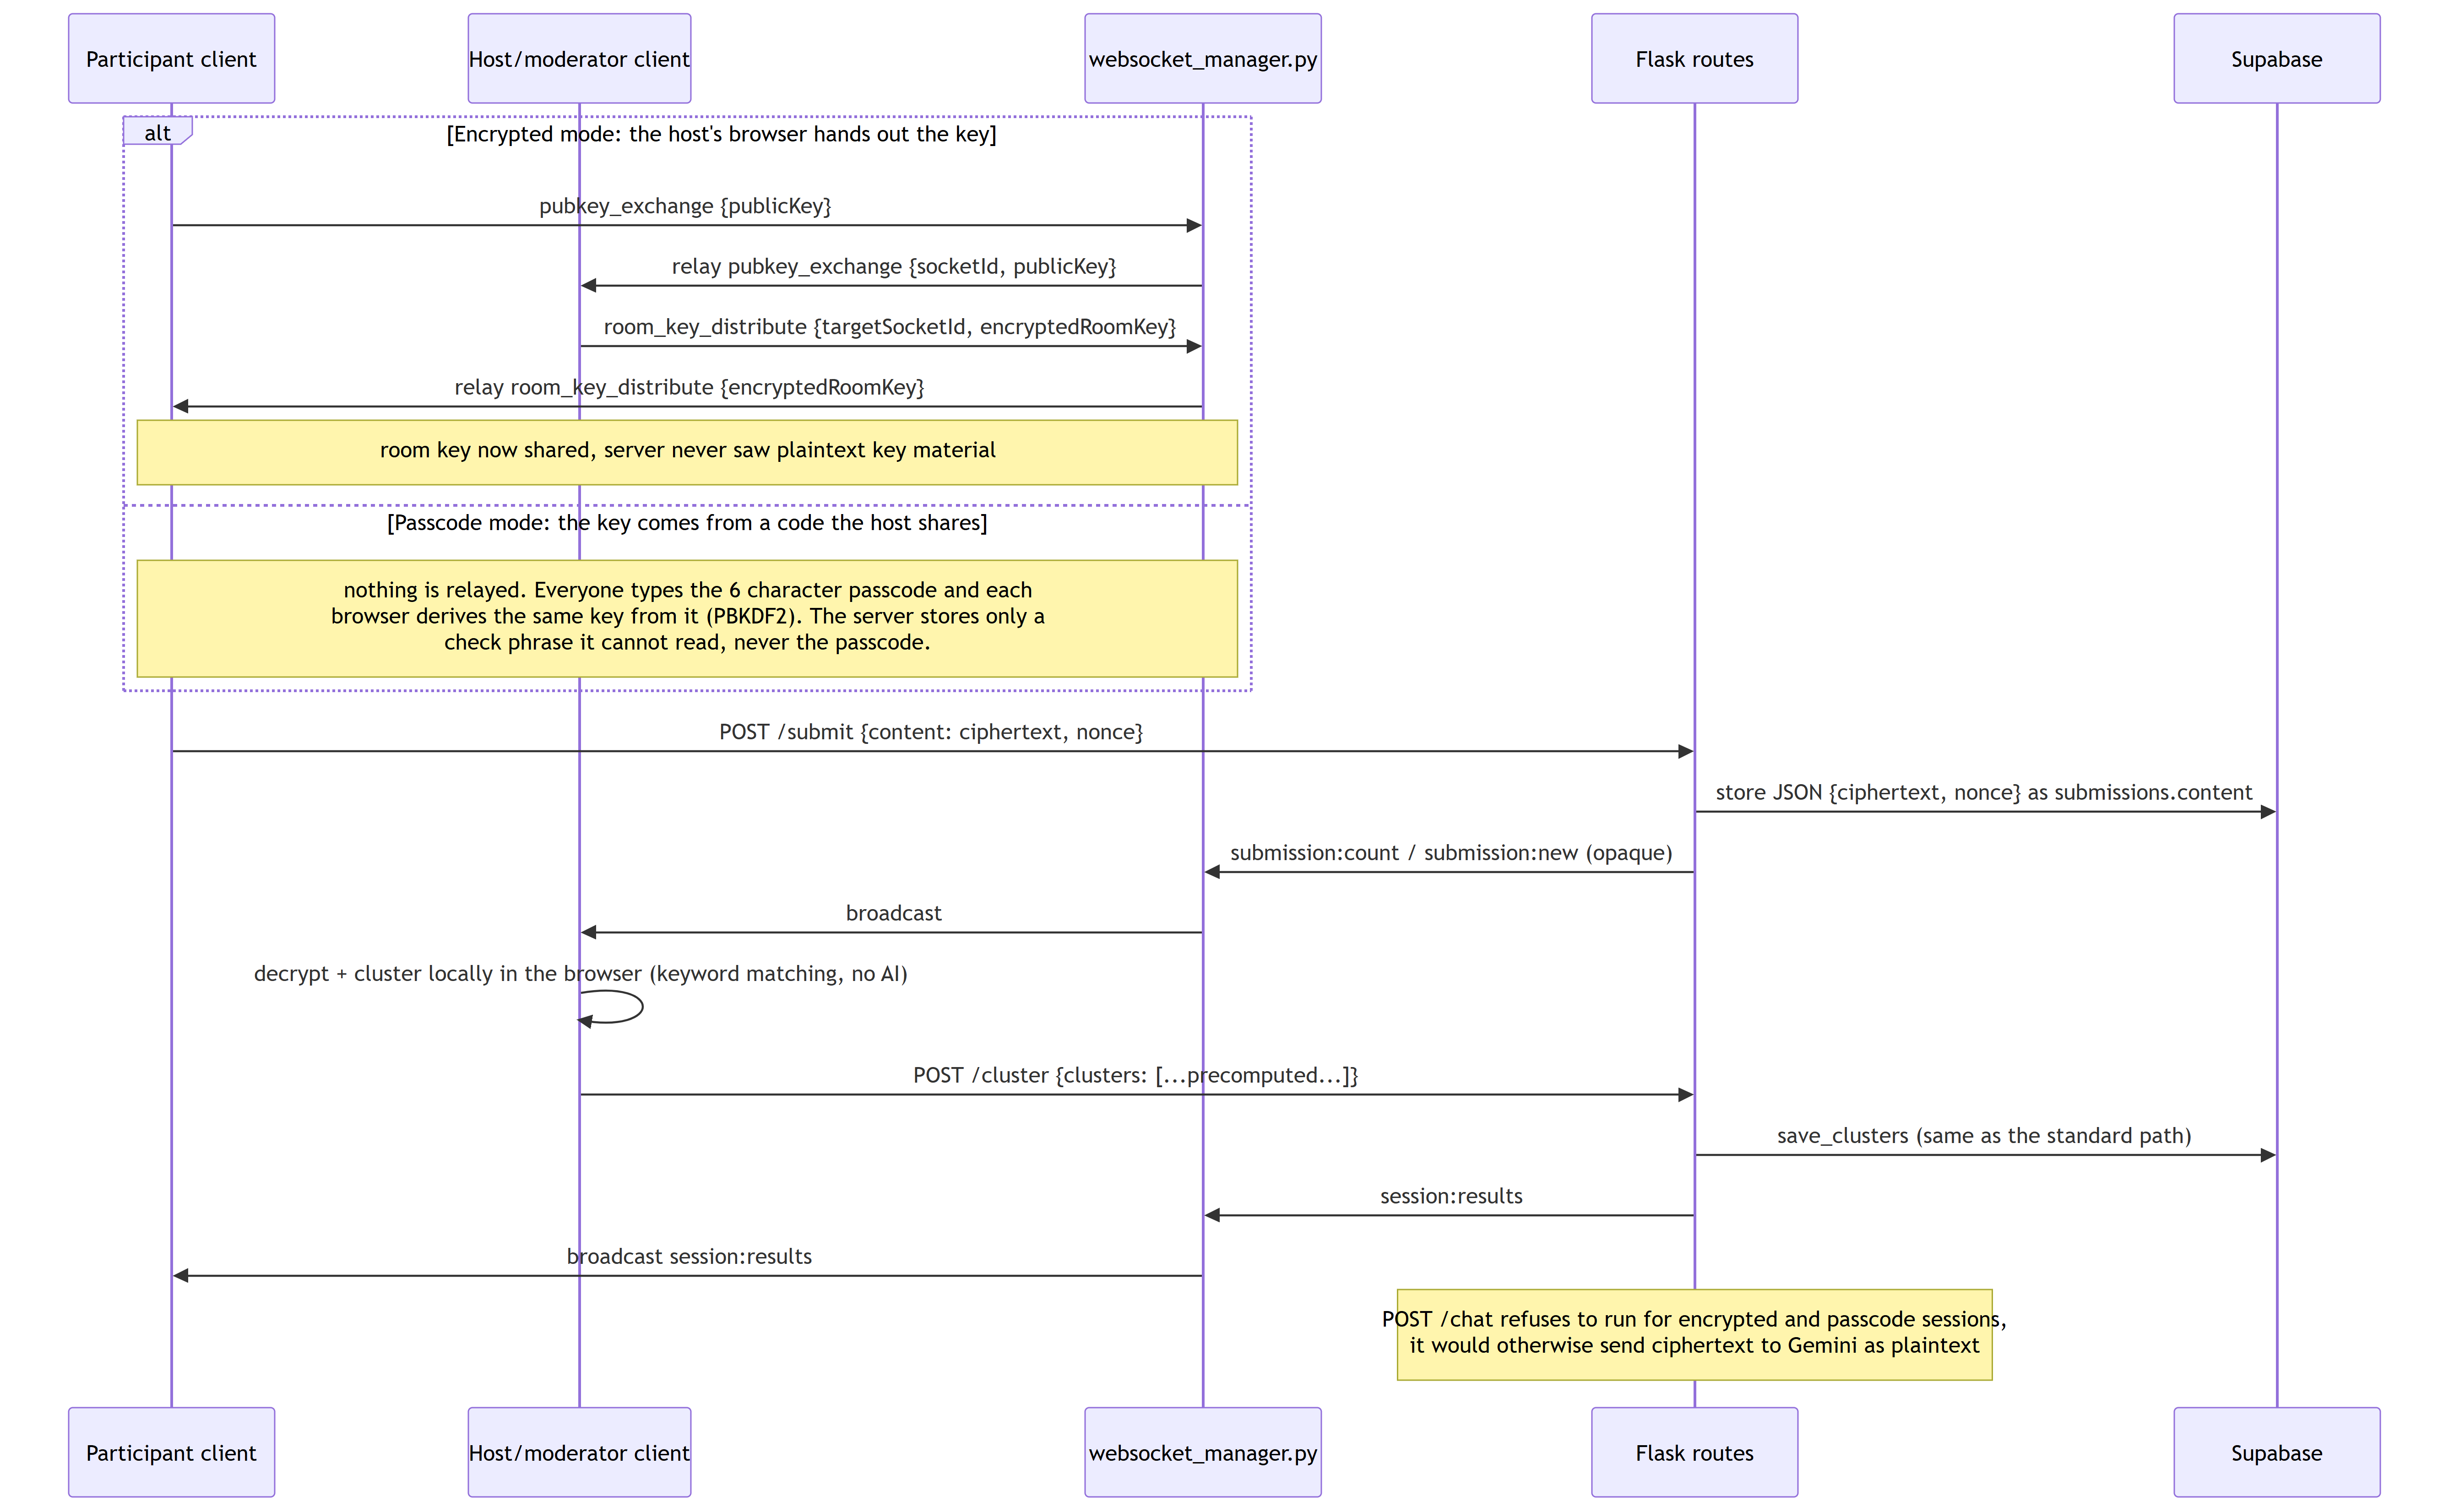 Participant client
Host/moderator client
websocket_manager.py
Flask routes
Supabase
alt
[Encrypted mode: the host's browser hands out the key]
pubkey_exchange {publicKey}
relay pubkey_exchange {socketId, publicKey}
room_key_distribute {targetSocketId, encryptedRoomKey}
relay room_key_distribute {encryptedRoomKey}
room key now shared, server never saw plaintext key material
[Passcode mode: the key comes from a code the host shares]
nothing is relayed. Everyone types the 6 character passcode and each
browser derives the same key from it (PBKDF2). The server stores only a
check phrase it cannot read, never the passcode.
POST /submit {content: ciphertext, nonce}
store JSON {ciphertext, nonce} as submissions.content
submission:count / submission:new (opaque)
broadcast
decrypt + cluster locally in the browser (keyword matching, no AI)
POST /cluster {clusters: [...precomputed...]}
save_clusters (same as the standard path)
session:results
broadcast session:results
POST /chat refuses to run for encrypted and passcode sessions,
it would otherwise send ciphertext to Gemini as plaintext
Participant client
Host/moderator client
websocket_manager.py
Flask routes
Supabase